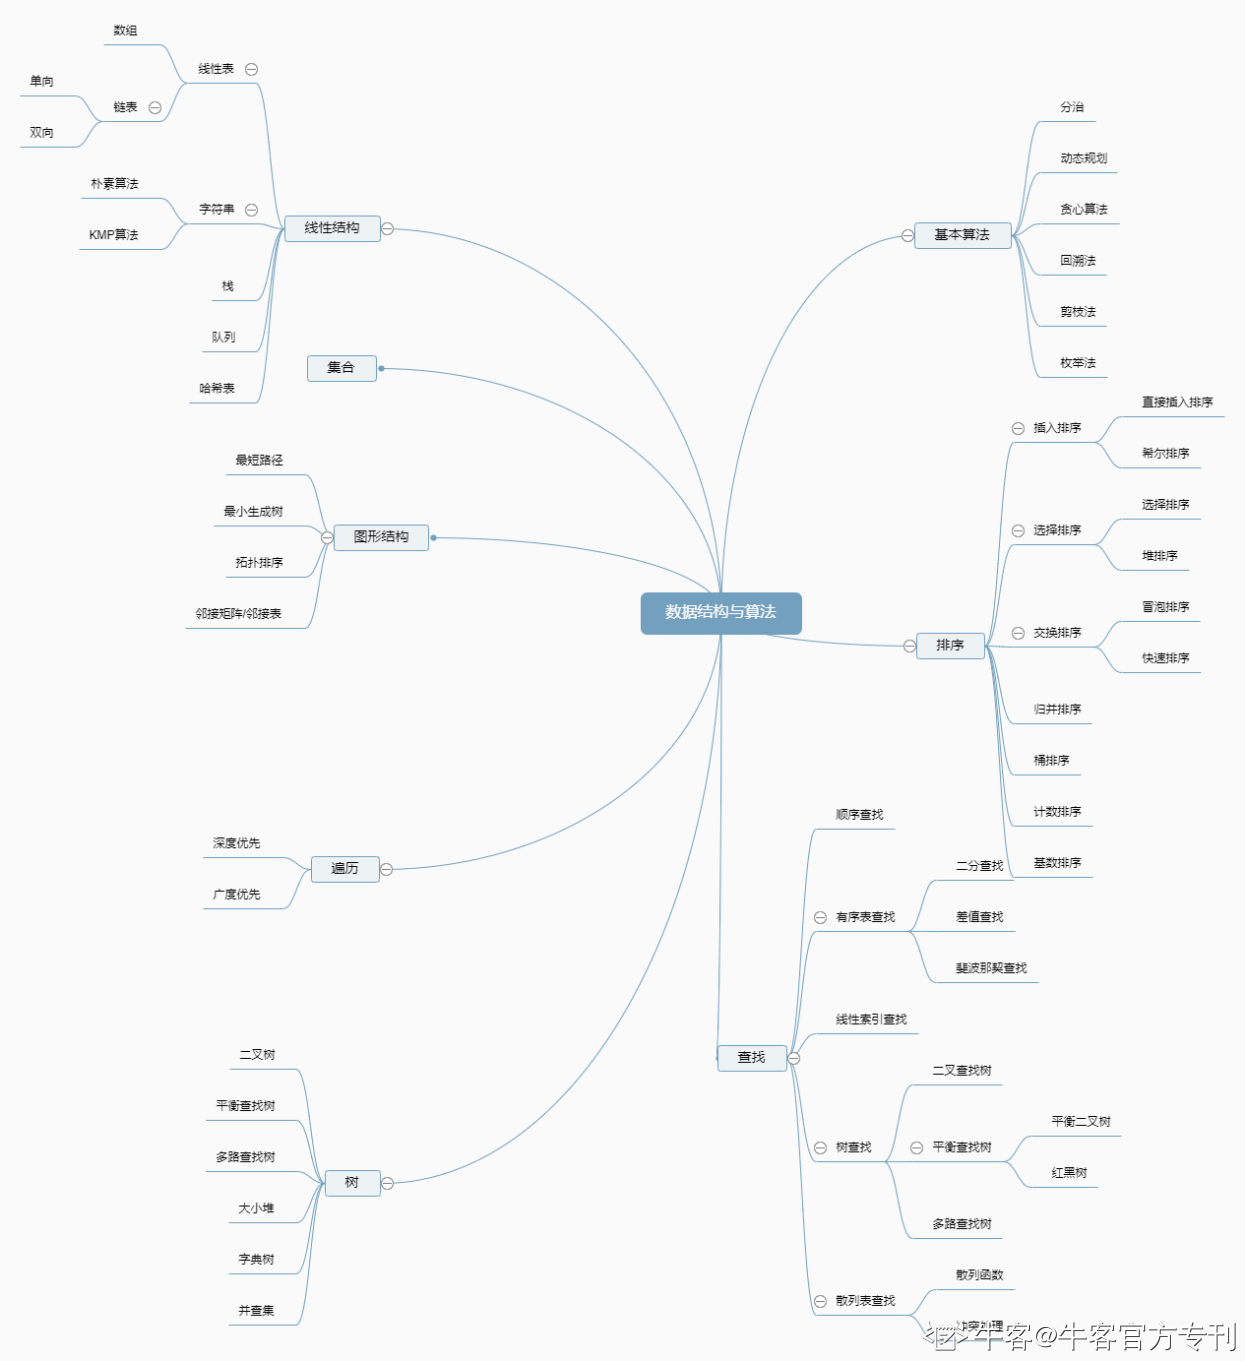 数据结构与算法
线性结构
线性表
数组
链表
单向
双向
字符串
朴素算法
KMP算法
栈
队列
哈希表
集合
图形结构
最短路径
最小生成树
拓扑排序
邻接矩阵/邻接表
遍历
深度优先
广度优先
树
二叉树
平衡查找树
多路查找树
大小堆
字典树
并查集
基本算法
分治
动态规划
贪心算法
回溯法
剪枝法
枚举法
排序
插入排序
直接插入排序
希尔排序
选择排序
选择排序
堆排序
交换排序
冒泡排序
快速排序
归并排序
桶排序
计数排序
基数排序
查找
顺序查找
有序表查找
二分查找
差值查找
斐波那契查找
线性索引查找
树查找
二叉查找树
平衡查找树
平衡二叉树
红黑树
多路查找树
散列表查找
散列函数
牛客@牛客官方专刊